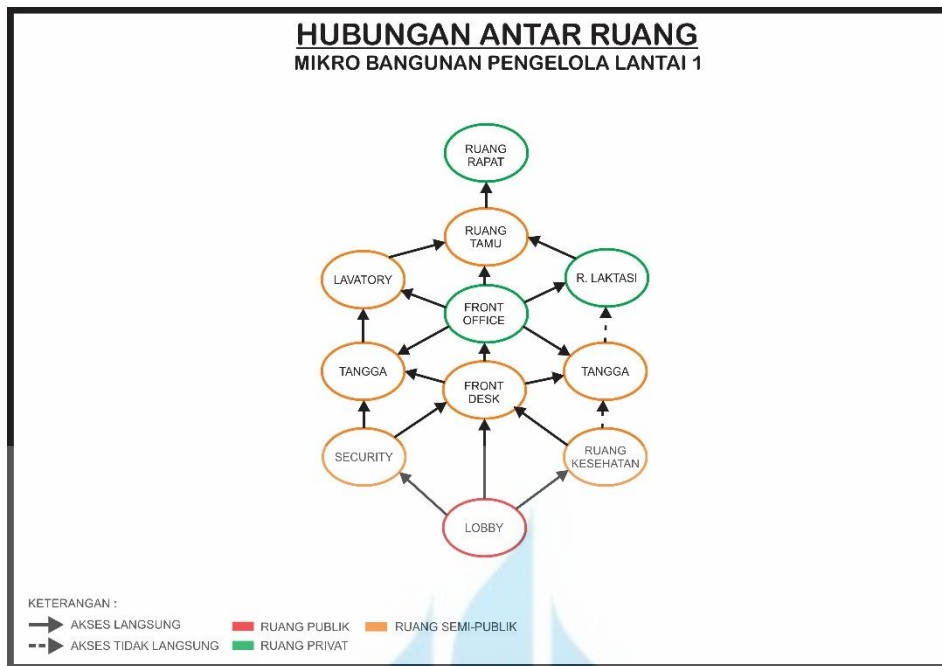 HUBUNGAN ANTAR RUANG
MIKRO BANGUNAN PENGELOLA LANTAI 1
RUANG
RAPAT
RUANG
TAMU
LAVATORY
R. LAKTASI
FRONT
OFFICE
TANGGA
TANGGA
FRONT
DESK
SECURITY
RUANG
KESEHATAN
LOBBY
KETERANGAN :
AKSES LANGSUNG
RUANG PUBLIK
RUANG SEMI-PUBLIK
AKSES TIDAK LANGSUNG
RUANG PRIVAT